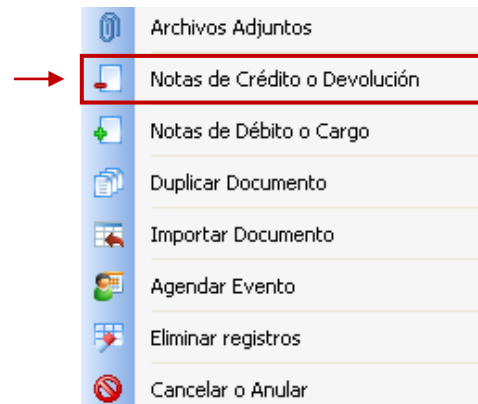 Archivos Adjuntos
Notas de Crédito o Devolución
Notas de Débito o Cargo
Duplicar Documento
Importar Documento
Agendar Evento
Eliminar registros
Cancelar o Anular